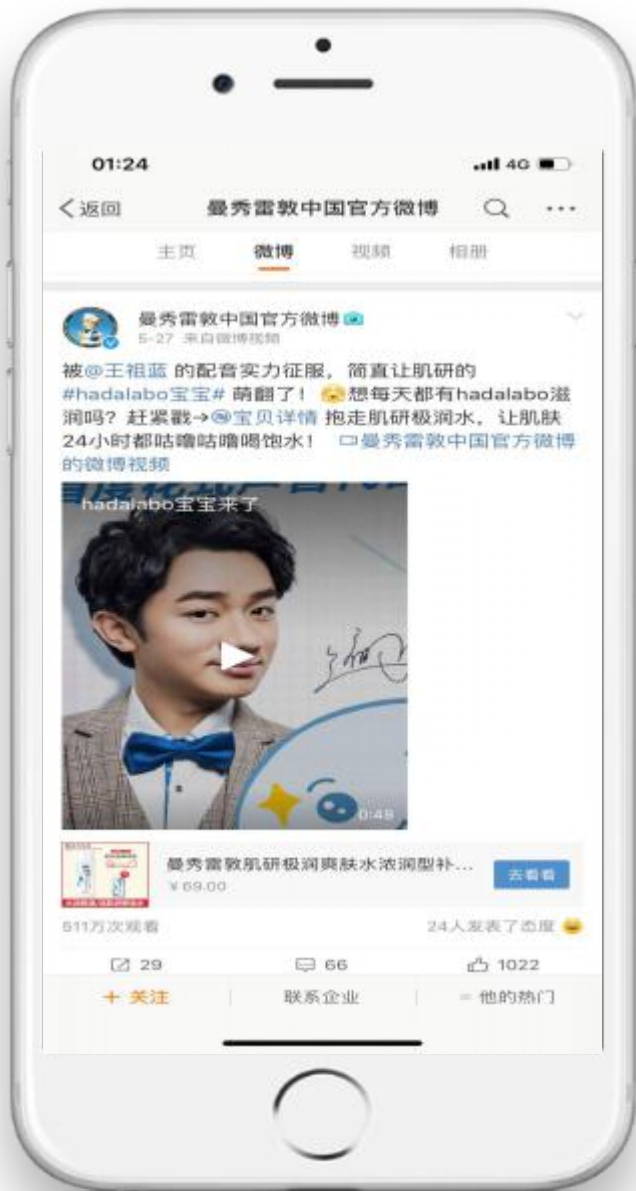 01:24 4G
返回 曼秀雷敦中国官方微博
主页 微博 视频 相册
曼秀雷敦中国官方微博
5-27 来自微博视频
被@王祖蓝 的配音实力征服，简直让肌研的
#hadalabo宝宝# 萌翻了！ 想每天都有hadalabo滋
润吗？赶紧戳→宝贝详情 抱走肌研极润水，让肌肤
24小时都咕噜咕噜喝饱水！ 曼秀雷敦中国官方微博
的微博视频
hadalabo宝宝来了
0:49
曼秀雷敦肌研极润爽肤水浓润型补...
¥69.00
去看看
511万次观看 24人发表了态度
29 66 1022
+ 关注 联系企业 他的热门